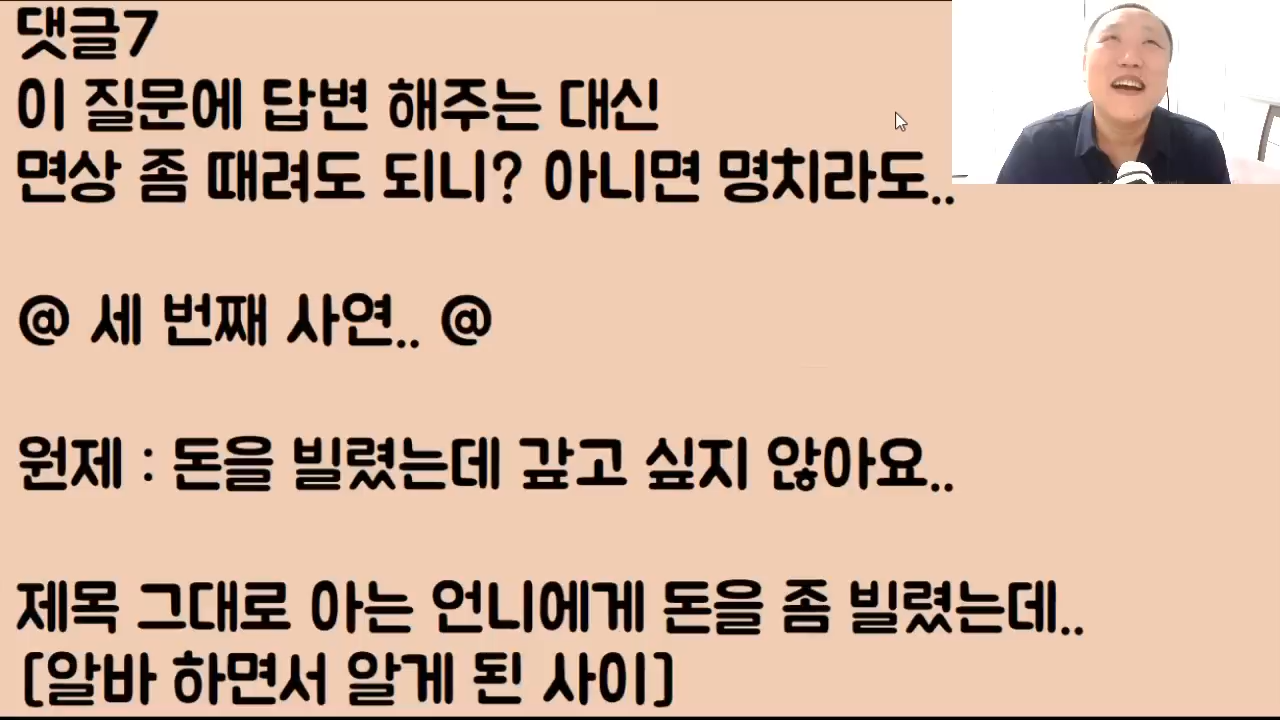 댓글7
이 질문에 답변 해주는 대신
면상 좀 때려도 되니? 아니면 명치라도..
@ 세 번째 사연.. @
원제 : 돈을 빌렸는데 갚고 싶지 않아요..
제목 그대로 아는 언니에게 돈을 좀 빌렸는데..
[알바 하면서 알게 된 사이]